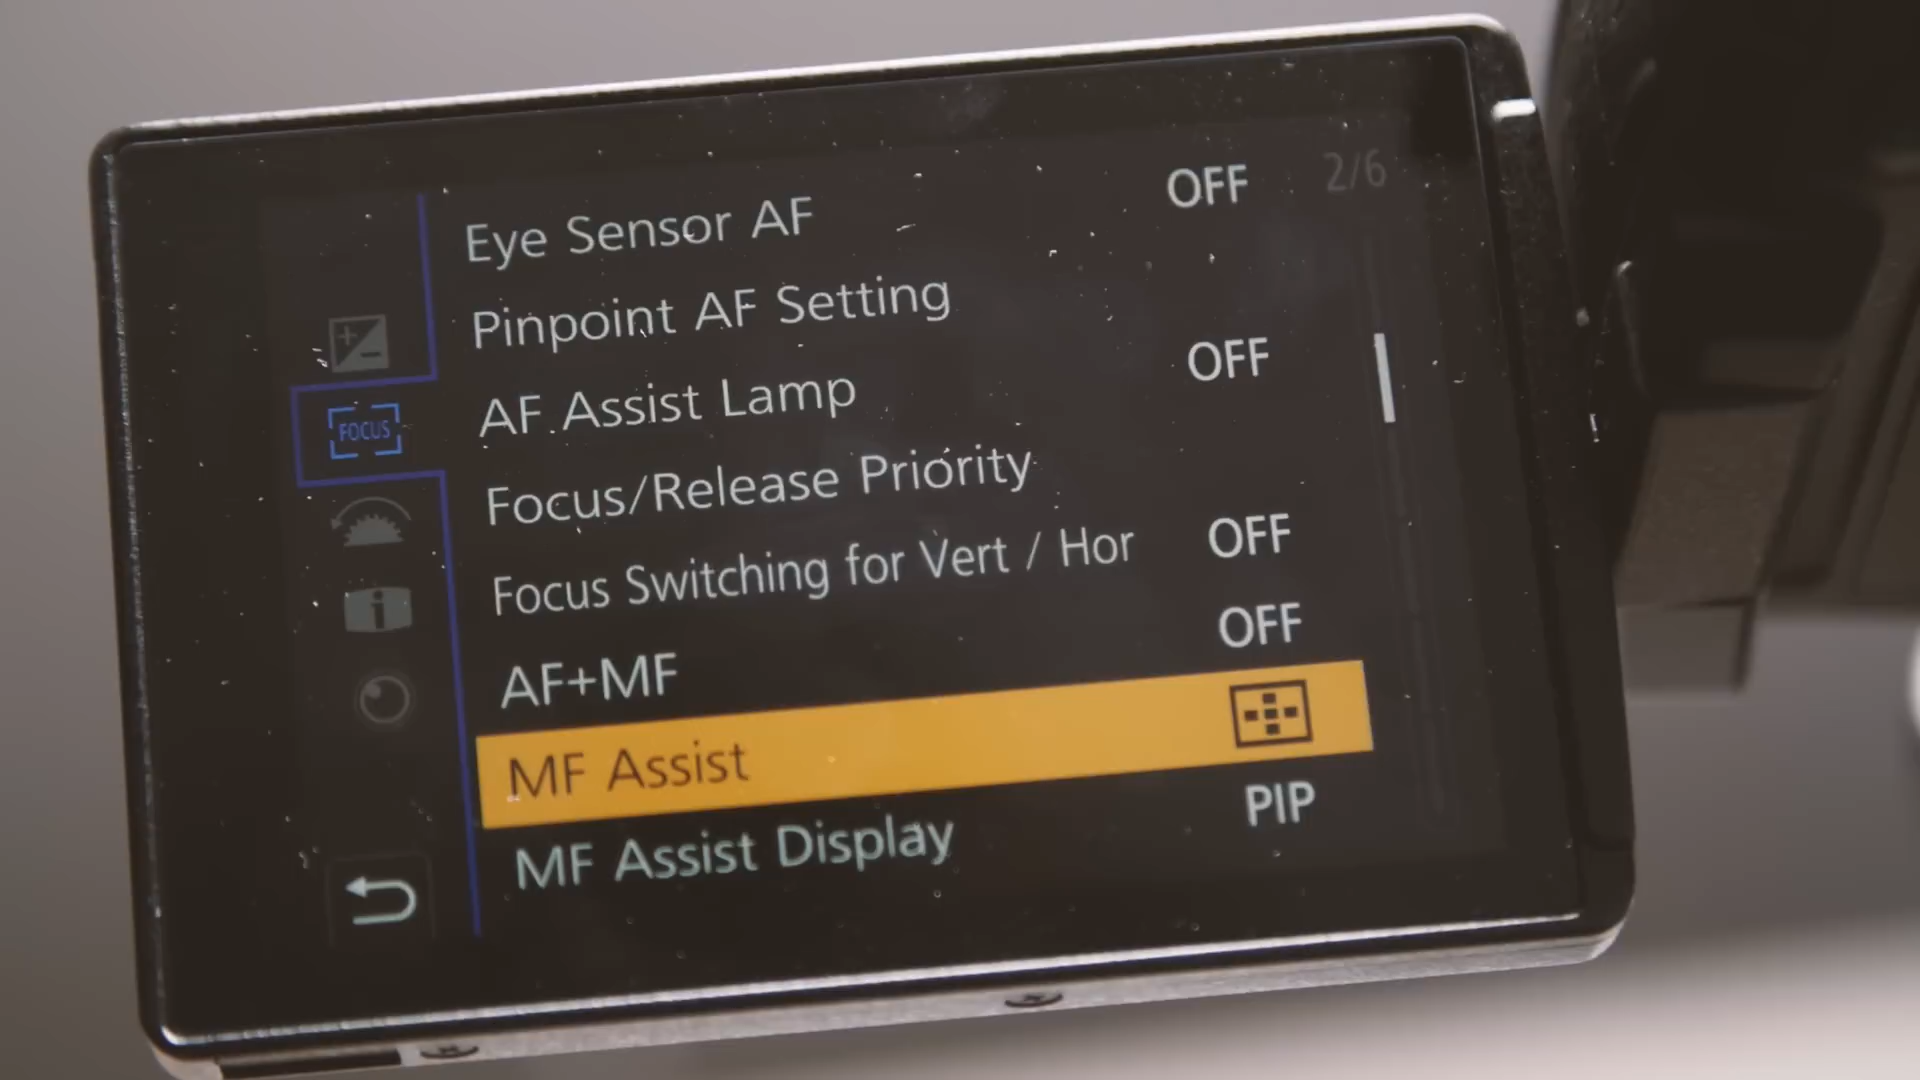 2/6
Eye Sensor AF OFF
Pinpoint AF Setting
AF Assist Lamp OFF
Focus/Release Priority
Focus Switching for Vert / Hor OFF
AF+MF OFF
MF Assist
MF Assist Display PIP
FOCUS